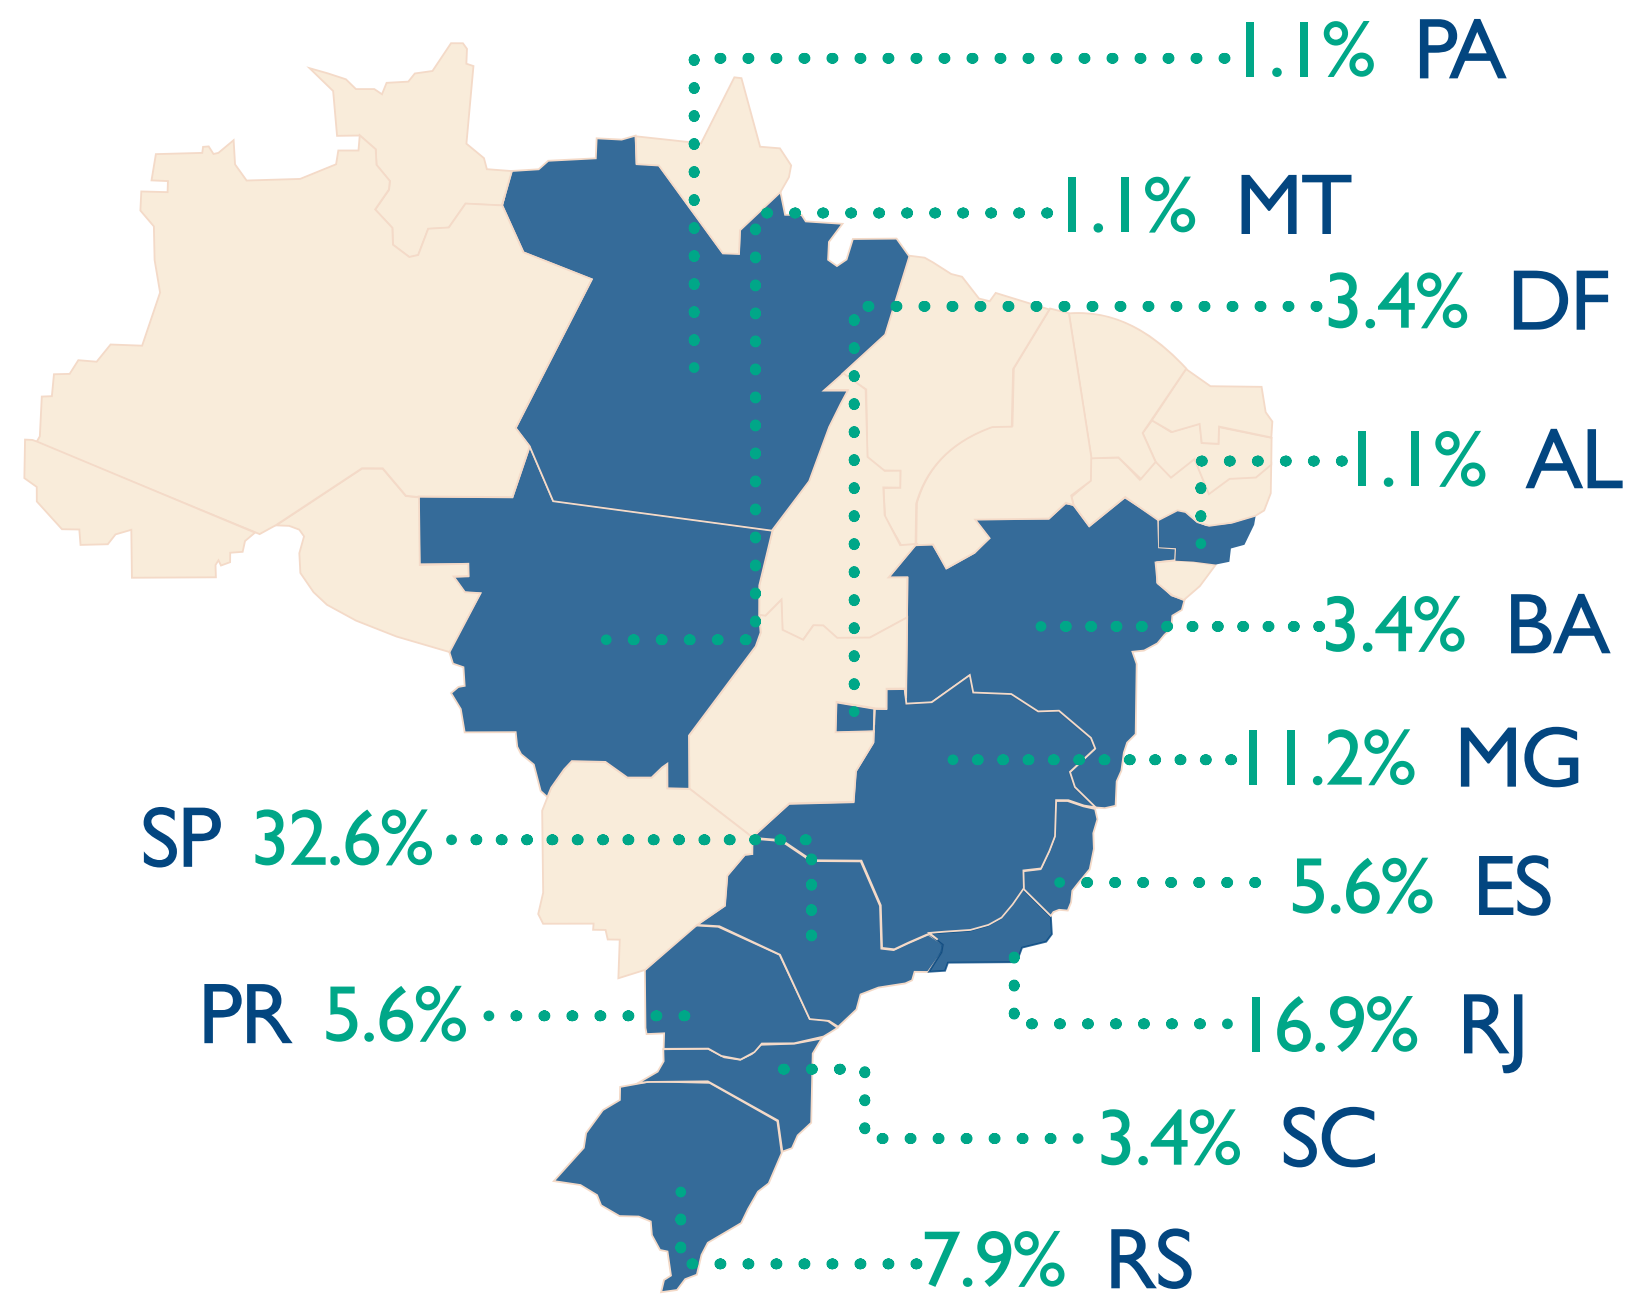 1.1% PA
1.1% MT
3.4% DF
1.1% AL
3.4% BA
11.2% MG
SP 32.6%
5.6% ES
PR 5.6%
16.9% RJ
3.4% SC
7.9% RS